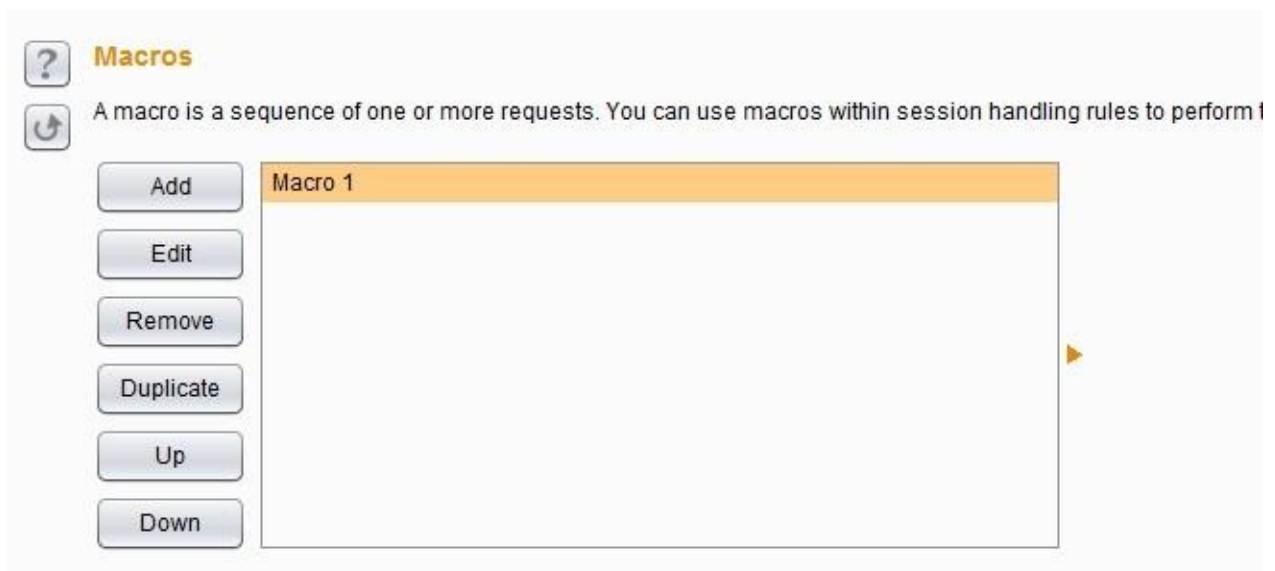 Macros
A macro is a sequence of one or more requests. You can use macros within session handling rules to perform
Add
Macro 1
Edit
Remove
Duplicate
Up
Down